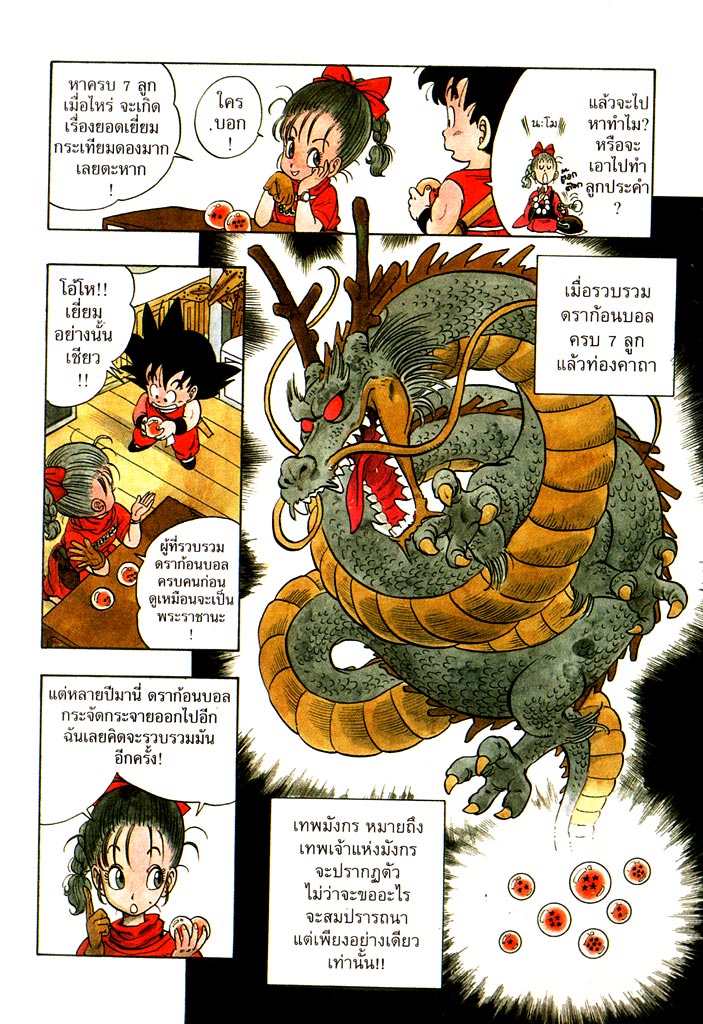 หาครบ 7 ลูก
เมื่อไหร่ จะเกิด
เรื่องยอดเยี่ยม
กระเทียมดองมาก
เลยตะหาก
!
ใคร
บอก
!
แล้วจะไป
หาทำไม?
หรือจะ
เอาไปทำ
ลูกประคำ
?
น:โม
ต๊อก
ต๊อก
โอ้โห!!
เยี่ยม
อย่างนั้น
เชียว
!!
ผู้ที่รวบรวม
ดราก้อนบอล
ครบคนก่อน
ดูเหมือนจะเป็น
พระราชานะ
!
เมื่อรวบรวม
ดราก้อนบอล
ครบ 7 ลูก
แล้วท่องคาถา
แต่หลายปีมานี่ ดราก้อนบอล
กระจัดกระจายออกไปอีก
ฉันเลยคิดจะรวบรวมมัน
อีกครั้ง!
เทพมังกร หมายถึง
เทพเจ้าแห่งมังกร
จะปรากฏตัว
ไม่ว่าจะขออะไร
จะสมปรารถนา
แต่เพียงอย่างเดียว
เท่านั้น!!